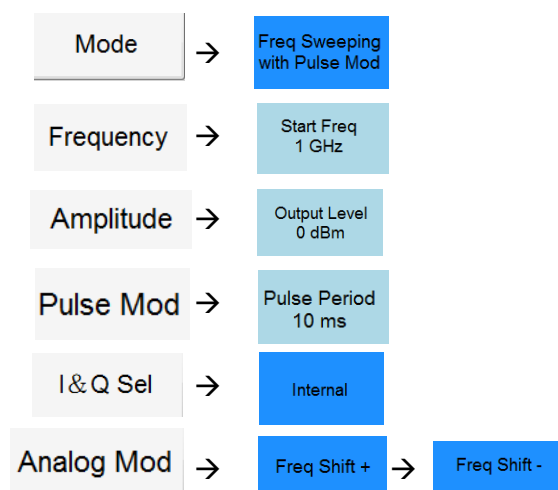 Mode → Freq Sweeping
with Pulse Mod
Frequency → Start Freq
1 GHz
Amplitude → Output Level
0 dBm
Pulse Mod → Pulse Period
10 ms
I&Q Sel → Internal
Analog Mod → Freq Shift + → Freq Shift -